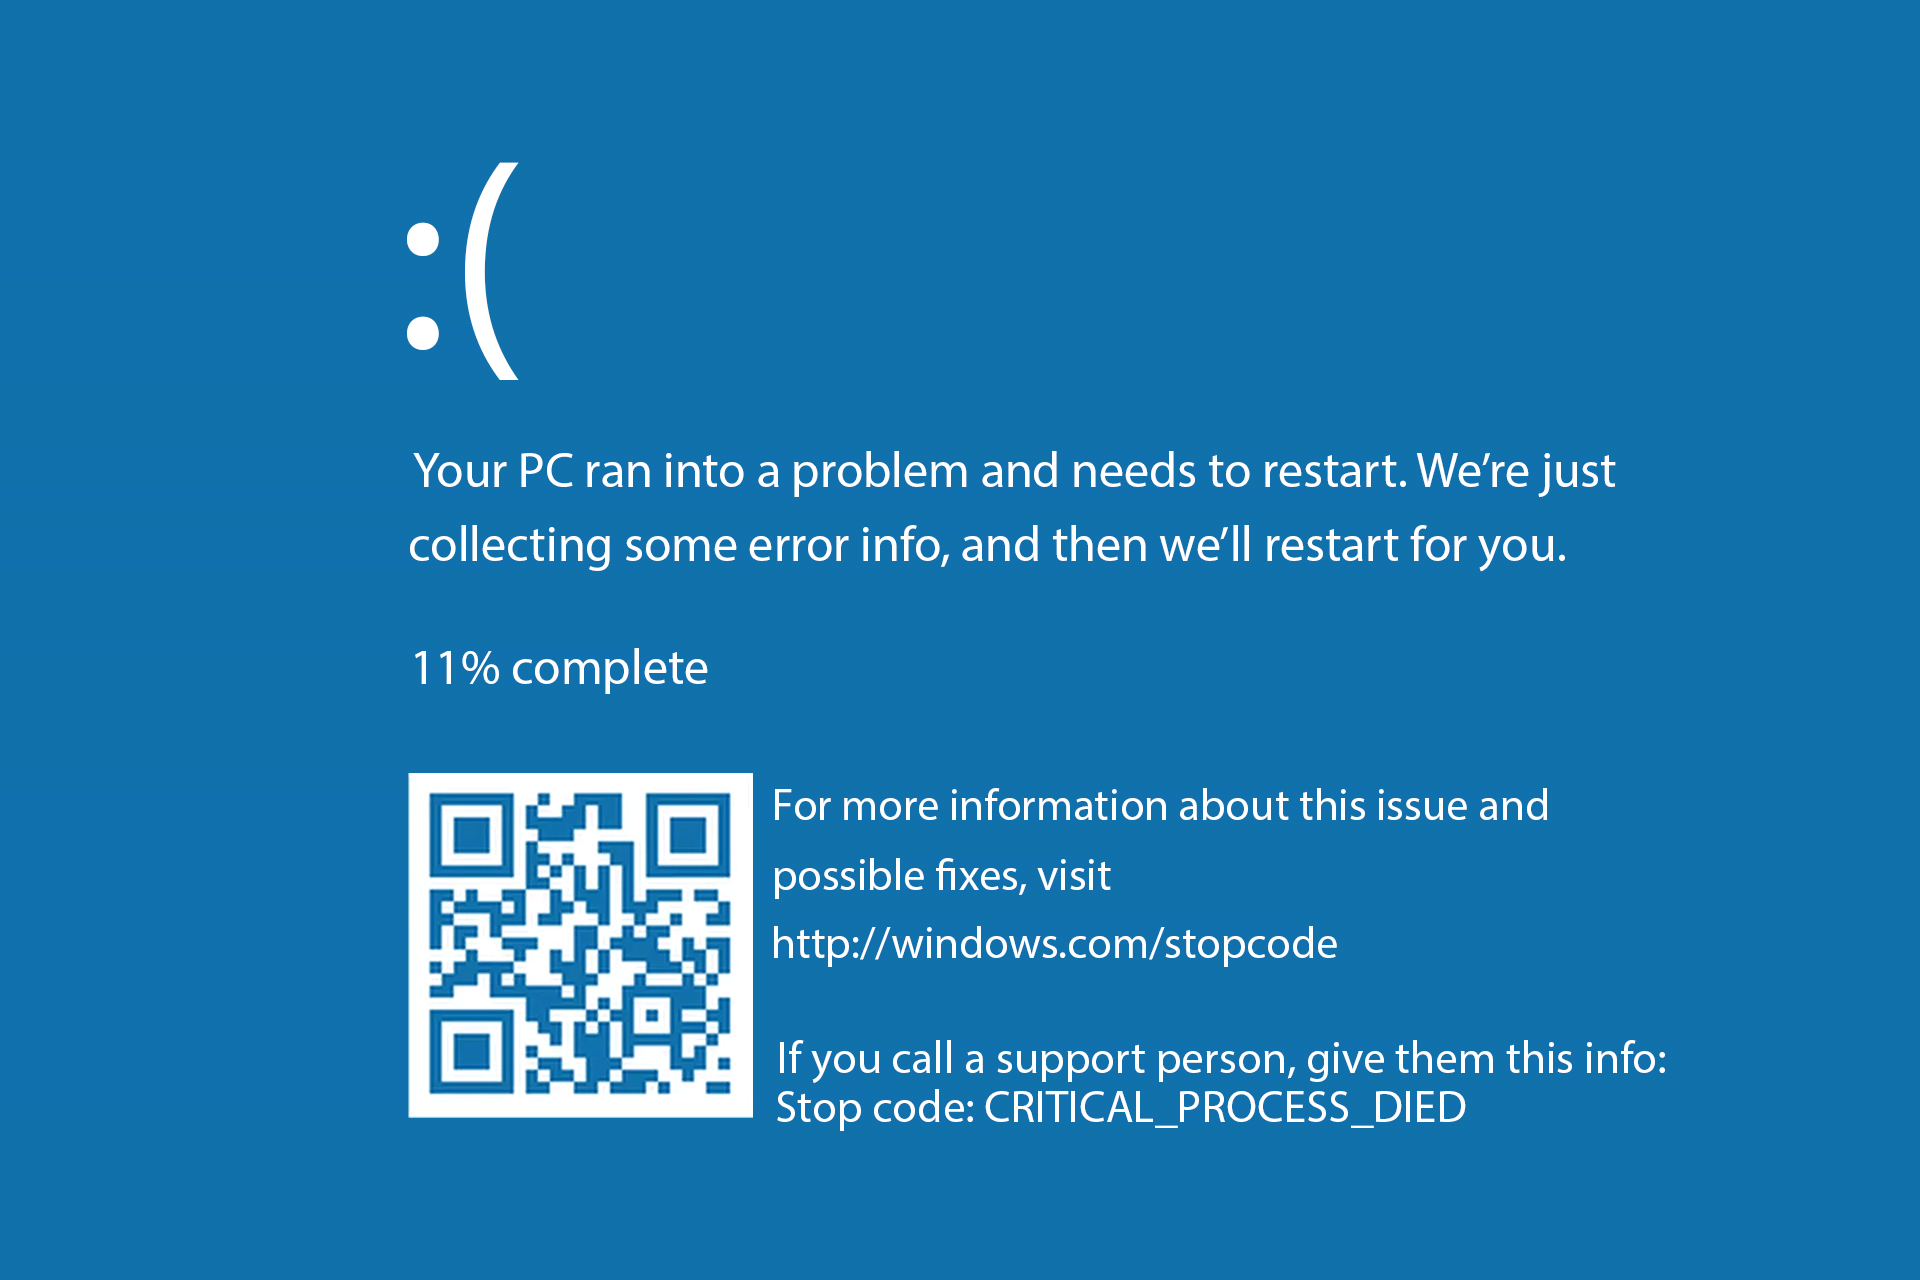 :(
Your PC ran into a problem and needs to restart. We’re just
collecting some error info, and then we’ll restart for you.
11% complete
For more information about this issue and
possible fixes, visit
http://windows.com/stopcode
If you call a support person, give them this info:
Stop code: CRITICAL_PROCESS_DIED